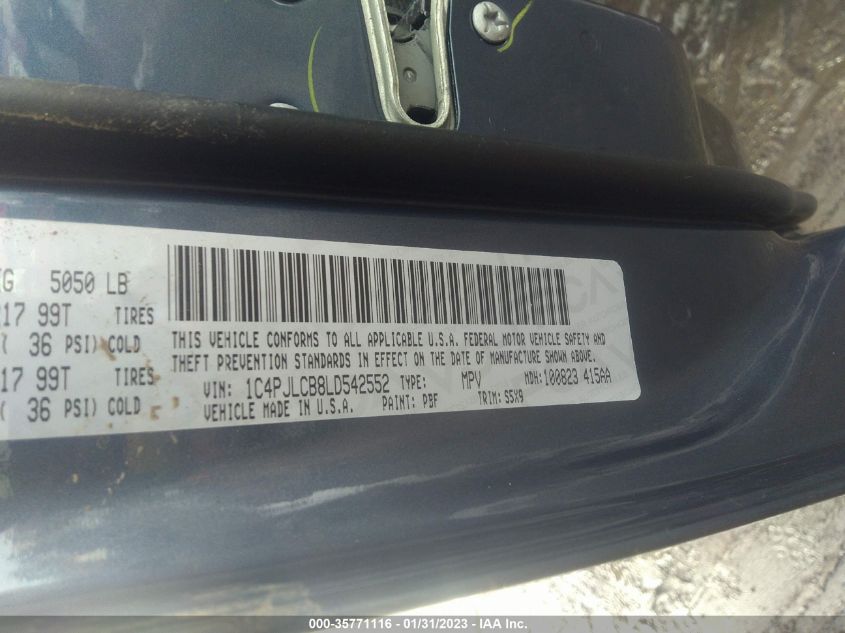 G 5050 LB
THIS VEHICLE CONFORMS TO ALL APPLICABLE U.S.A. FEDERAL MOTOR VEHICLE SAFETY AND
THEFT PREVENTION STANDARDS IN EFFECT ON THE DATE OF MANUFACTURE SHOWN ABOVE.
17 99T TIRES
( 36 PSI) COLD
17 99T TIRES
( 36 PSI) COLD
VIN: 1C4PJLCB8LD542552 TYPE: MPV MDH: 100823 415AA
VEHICLE MADE IN U.S.A. PAINT: PBF TRIM: S5X9
000-35771116 - 01/31/2023 - IAA Inc.